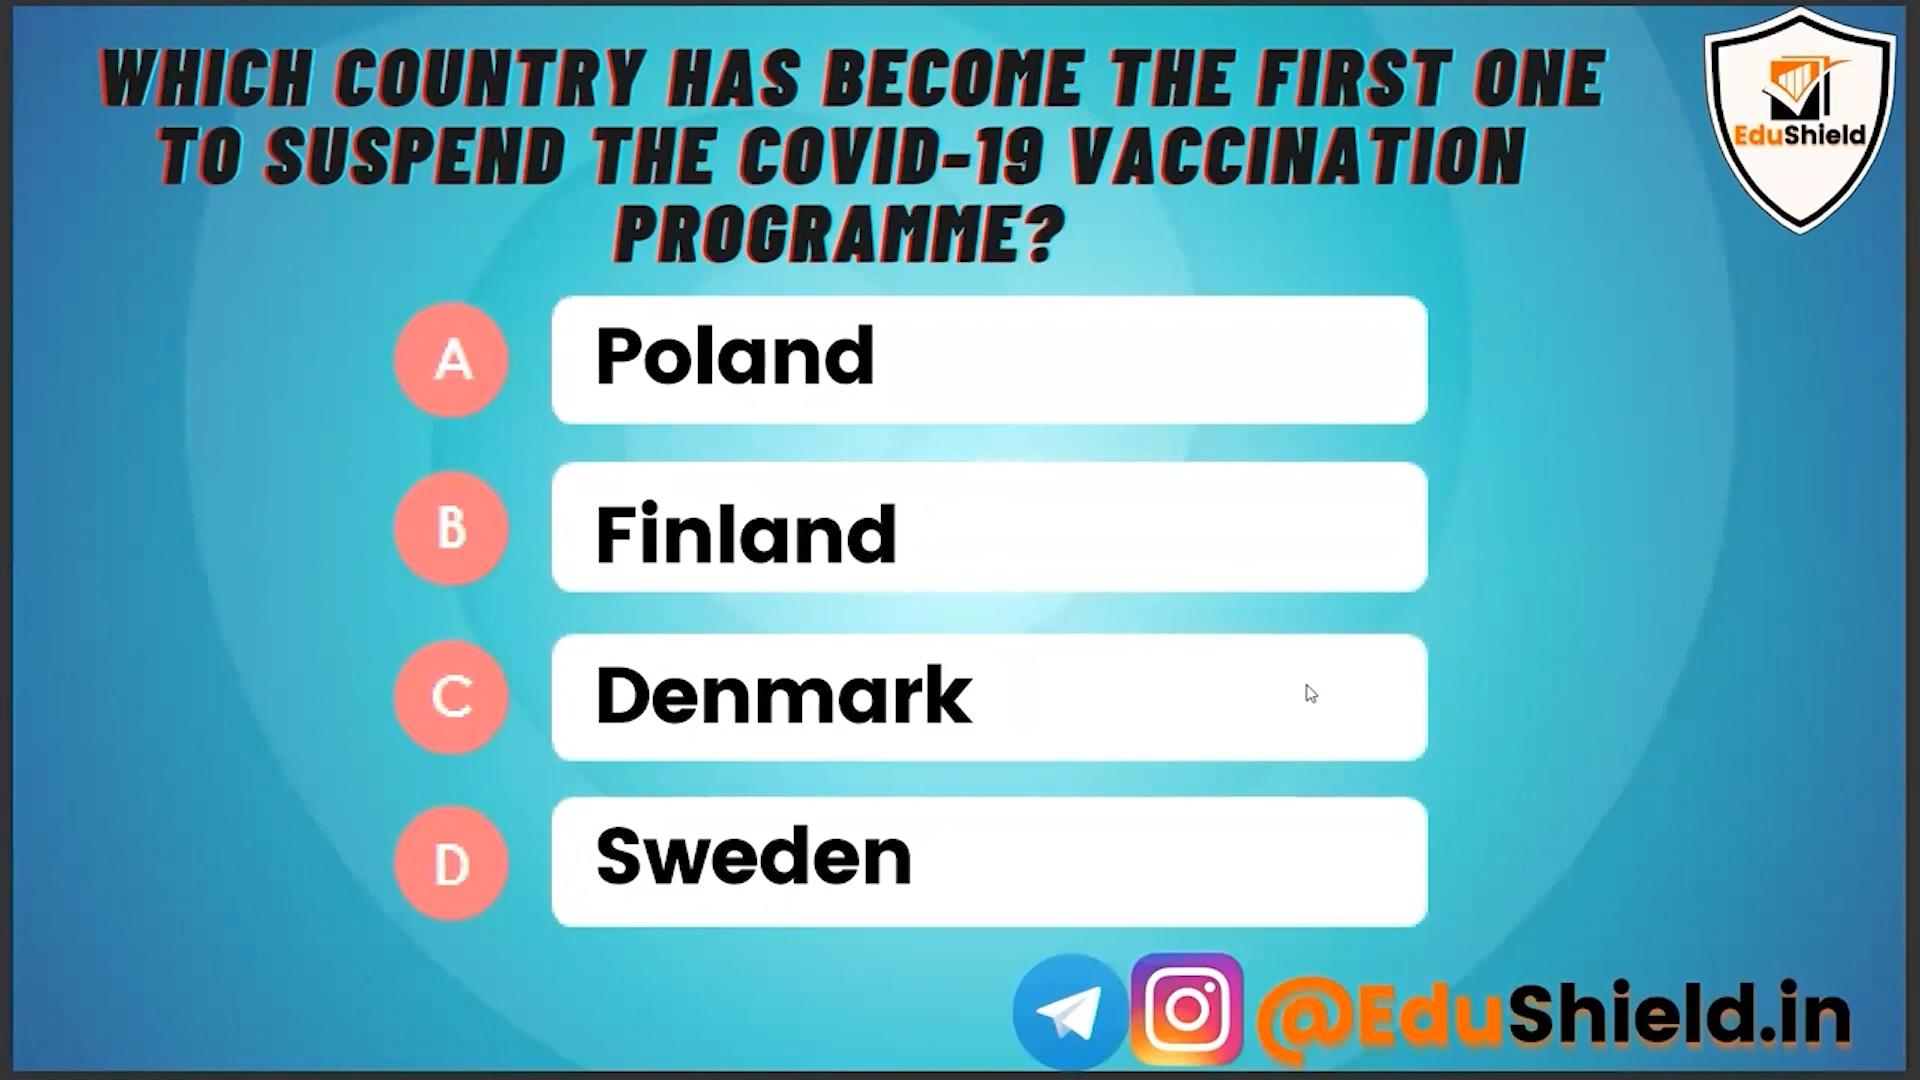 WHICH COUNTRY HAS BECOME THE FIRST ONE
TO SUSPEND THE COVID-19 VACCINATION
PROGRAMME?
EduShield
A Poland
B Finland
C Denmark
D Sweden
@EduShield.in